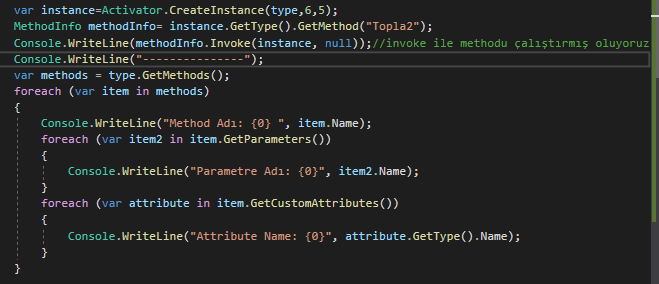 var instance=Activator.CreateInstance(type,6,5);
MethodInfo methodInfo= instance.GetType().GetMethod("Topla2");
Console.WriteLine(methodInfo.Invoke(instance, null));//invoke ile methodu çalıştırmış oluyoruz
Console.WriteLine("---------------");
var methods = type.GetMethods();
foreach (var item in methods)
{
    Console.WriteLine("Method Adı: {0} ", item.Name);
    foreach (var item2 in item.GetParameters())
    {
        Console.WriteLine("Parametre Adı: {0}", item2.Name);
    }
    foreach (var attribute in item.GetCustomAttributes())
    {
        Console.WriteLine("Attribute Name: {0}", attribute.GetType().Name);
    }
}